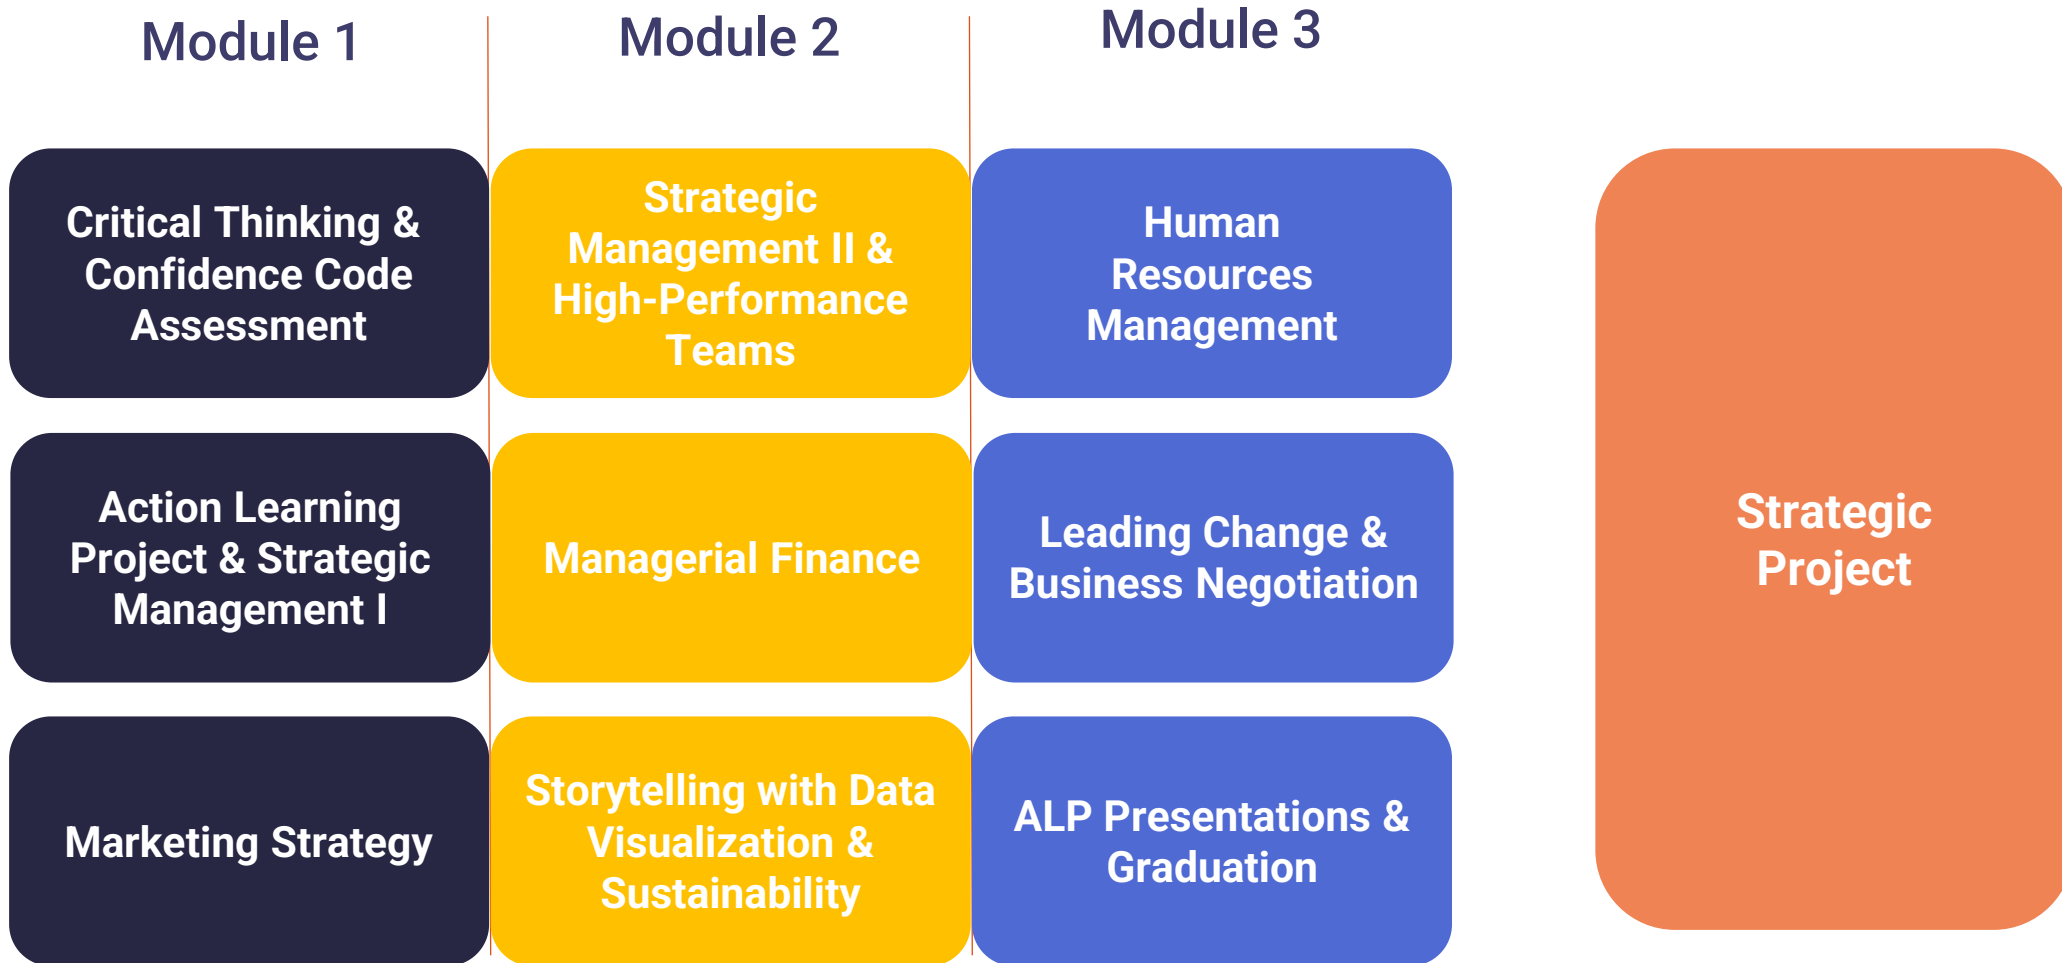 Module 1
Module 2
Module 3
Critical Thinking &
Confidence Code
Assessment
Strategic
Management II &
High-Performance
Teams
Human
Resources
Management
Action Learning
Project & Strategic
Management I
Managerial Finance
Leading Change &
Business Negotiation
Strategic
Project
Marketing Strategy
Storytelling with Data
Visualization &
Sustainability
ALP Presentations &
Graduation